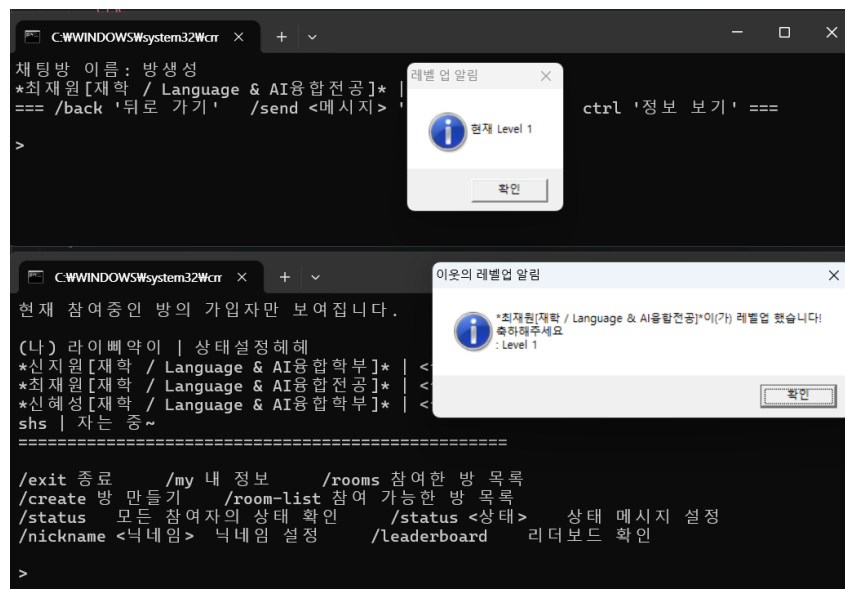 C:₩WINDOWS₩system32₩cm
채팅방 이름: 방생성
*최재원[재학 / Language & AI융합전공]* |
=== /back '뒤로 가기'   /send <메시지> '   ctrl '정보 보기' ===
>
레벨 업 알림
현재 Level 1
확인
C:₩WINDOWS₩system32₩cm
현재 참여중인 방의 가입자만 보여집니다.
(나) 라이삐약이 | 상태설정헤헤
*신지원[재학 / Language & AI융합학부]* | <
*최재원[재학 / Language & AI융합전공]* | <
*신혜성[재학 / Language & AI융합학부]* | <
shs | 자는 중~
==================================================
/exit 종료     /my 내 정보     /rooms 참여한 방 목록
/create 방 만들기    /room-list 참여 가능한 방 목록
/status  모든 참여자의 상태 확인     /status <상태>   상태 메시지 설정
/nickname <닉네임>  닉네임 설정     /leaderboard   리더보드 확인
>
이웃의 레벨업 알림
*최재원[재학 / Language & AI융합전공]*이(가) 레벨업 했습니다!
축하해주세요
: Level 1
확인